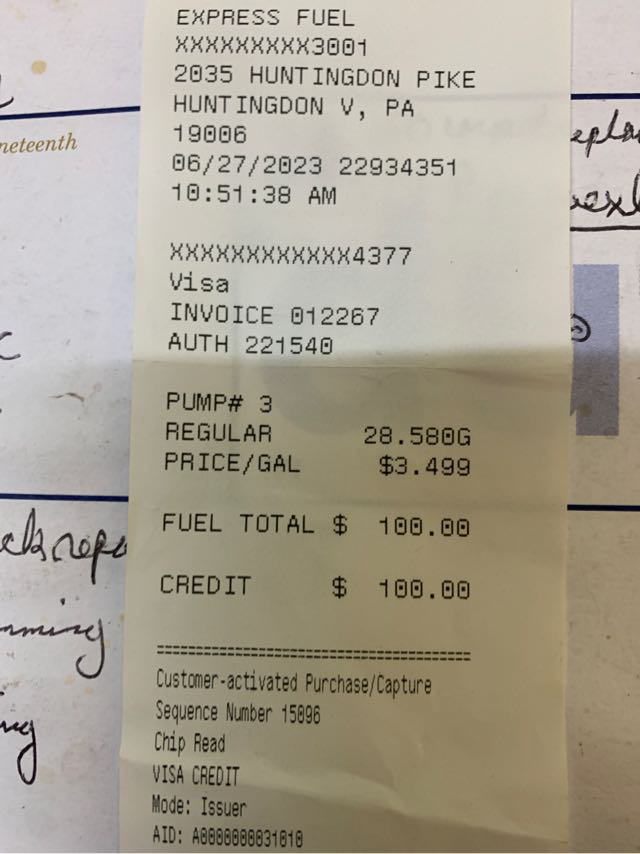 EXPRESS FUEL
XXXXXXXXX3001
2035 HUNTINGDON PIKE
HUNTINGDON V, PA
19006
06/27/2023 22934351
10:51:38 AM
XXXXXXXXXXXX4377
Visa
INVOICE 012267
AUTH 221540
PUMP# 3
REGULAR 28.580G
PRICE/GAL $3.499
FUEL TOTAL $ 100.00
CREDIT $ 100.00
========================================
Customer-activated Purchase/Capture
Sequence Number 15096
Chip Read
VISA CREDIT
Mode: Issuer
AID: A0000000031010
neteenth